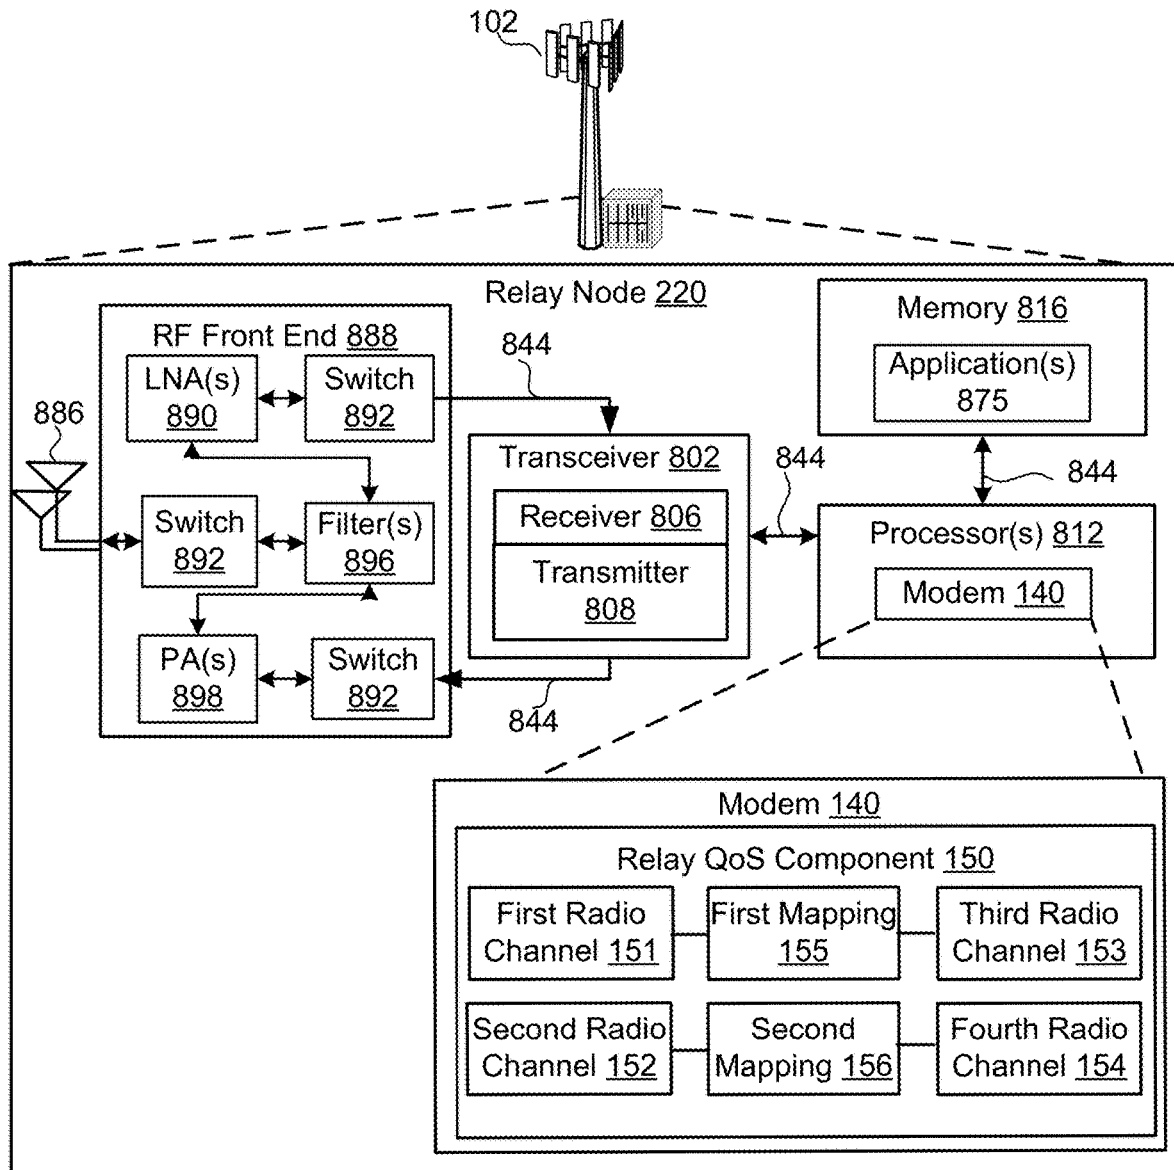 102
Relay Node 220
RF Front End 888
LNA(s)
890
Switch
892
844
886
Switch
892
Filter(s)
896
PA(s)
898
Switch
892
844
Transceiver 802
Receiver 806
Transmitter
808
844
Memory 816
Application(s)
875
844
Processor(s) 812
Modem 140
Modem 140
Relay QoS Component 150
First Radio
Channel 151
First Mapping
155
Third Radio
Channel 153
Second Radio
Channel 152
Second
Mapping 156
Fourth Radio
Channel 154